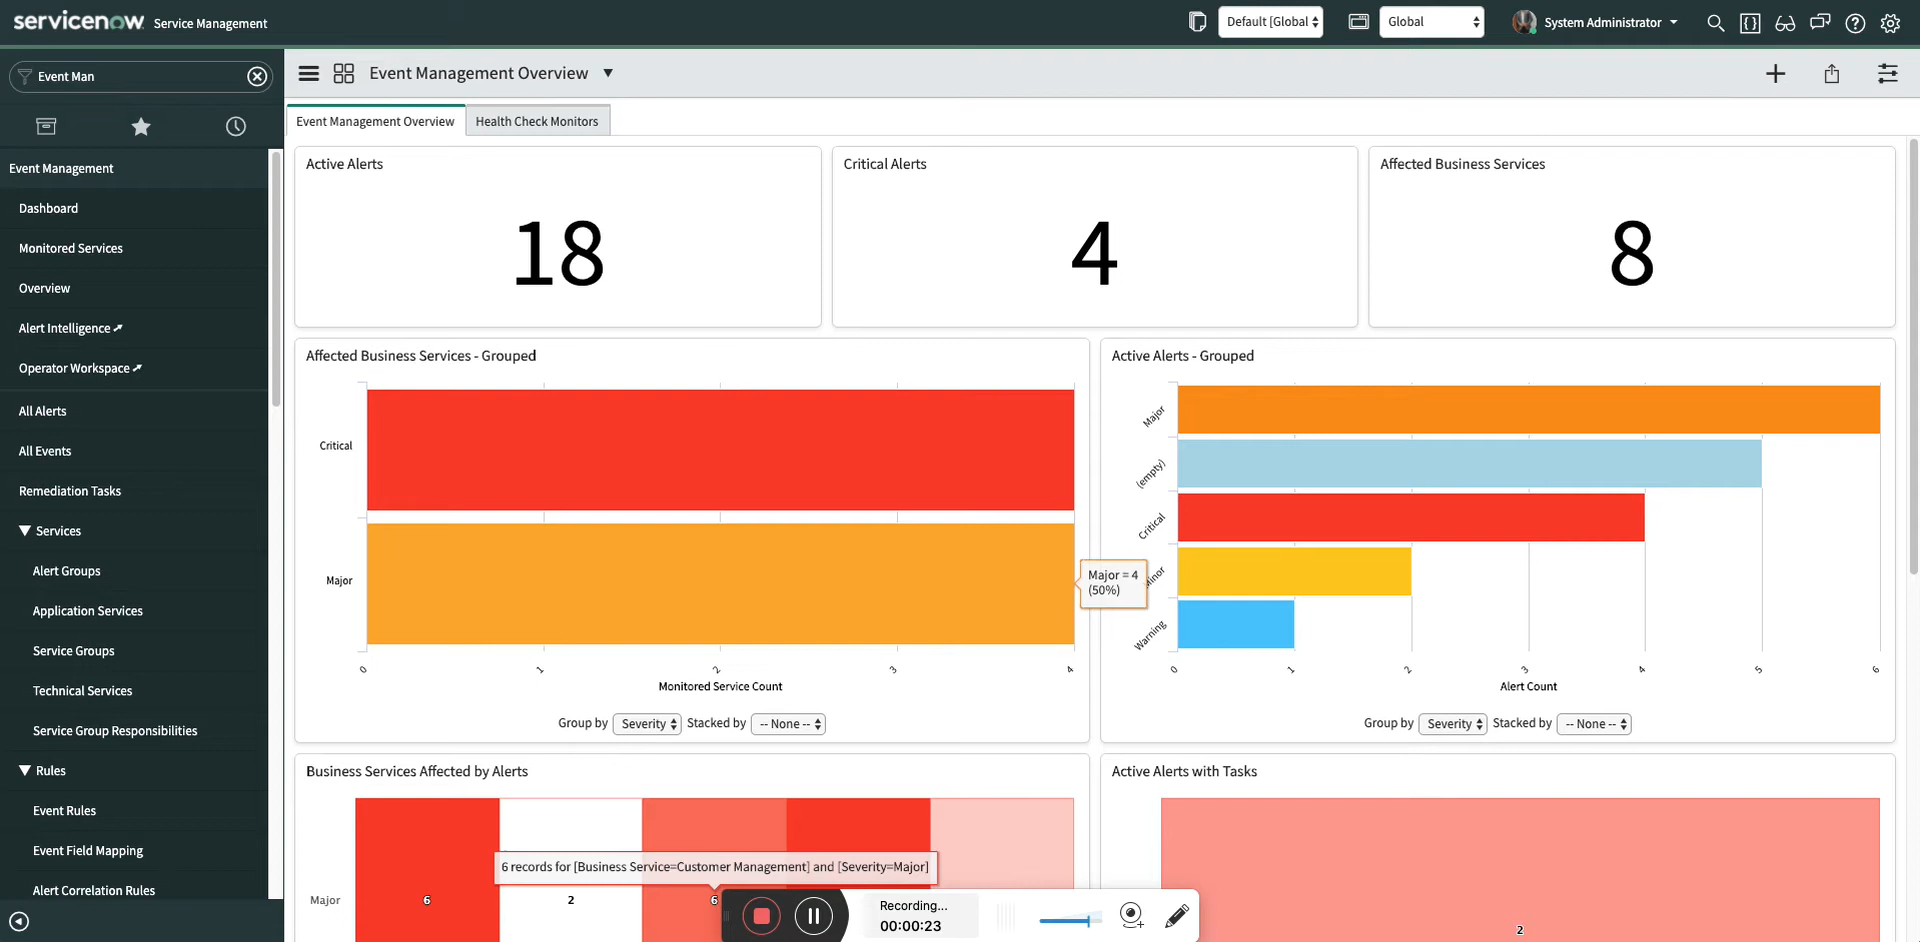 servicenow Service Management
Default [Global
Global
System Administrator
Event Man
Event Management Overview
Event Management Overview
Health Check Monitors
Event Management
Dashboard
Monitored Services
Overview
Alert Intelligence
Operator Workspace
All Alerts
All Events
Remediation Tasks
Services
Alert Groups
Application Services
Service Groups
Technical Services
Service Group Responsibilities
Rules
Event Rules
Event Field Mapping
Alert Correlation Rules
Active Alerts
18
Critical Alerts
4
Affected Business Services
8
Affected Business Services - Grouped
Critical
Major
Major = 4
(50%)
0 1 2 3 4
Monitored Service Count
Group by Severity Stacked by -- None --
Active Alerts - Grouped
Major
(empty)
Critical
Warning
0 1 2 3 4 5 6
Alert Count
Group by Severity Stacked by -- None --
Business Services Affected by Alerts
6 records for [Business Service=Customer Management] and [Severity=Major]
Major 6 2 6
Active Alerts with Tasks
2
Recording...
00:00:23